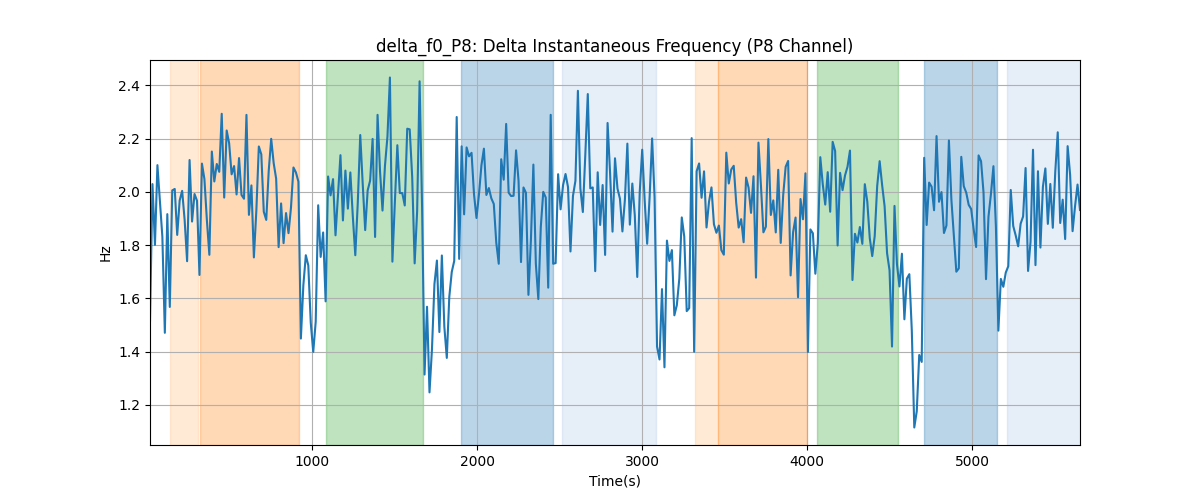 delta_f0_P8: Delta Instantaneous Frequency (P8 Channel)
2.4
2.2
2.0
1.8
1.6
1.4
1.2
Hz
1000 2000 3000 4000 5000
Time(s)